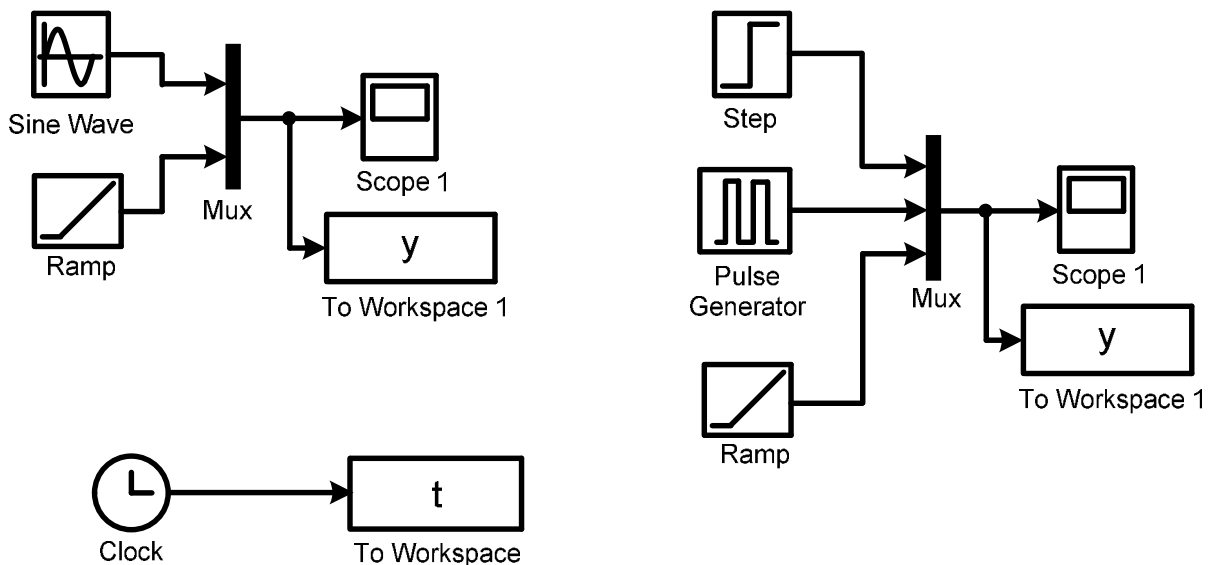 Sine Wave
Ramp
Mux
Scope 1
y
To Workspace 1
Clock
t
To Workspace
Step
Pulse
Generator
Ramp
Mux
Scope 1
y
To Workspace 1